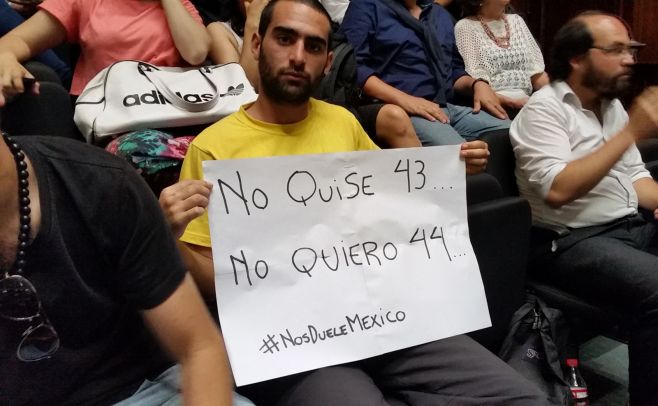 adidas
No QuiSE 43...
No QUIERO 44...
#NosDueleMexico